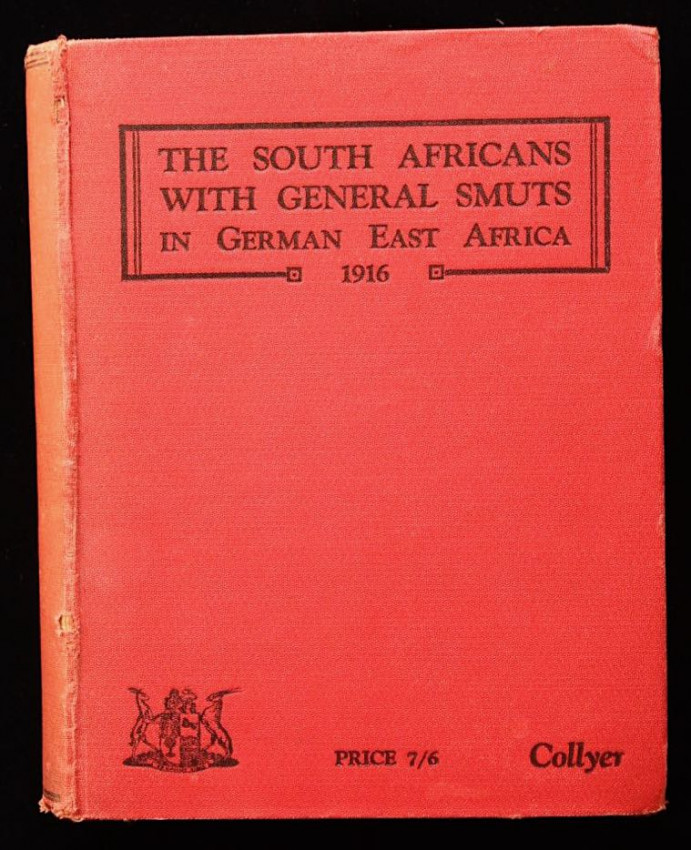 THE SOUTH AFRICANS
WITH GENERAL SMUTS
IN GERMAN EAST AFRICA
1916
PRICE 7/6
Collyer